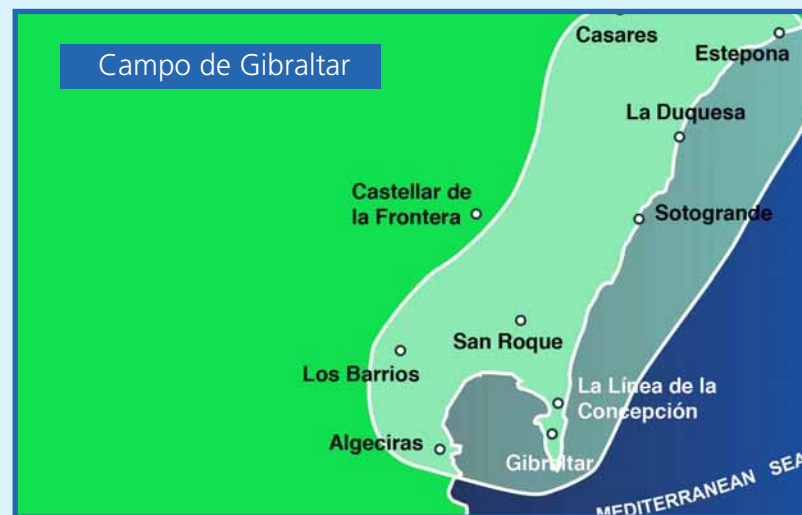 Campo de Gibraltar
Casares
Estepona
La Duquesa
Castellar de
la Frontera
Sotogrande
San Roque
Los Barrios
La Línea de la
Concepción
Algeciras
Gibraltar
MEDITERRANEAN SEA